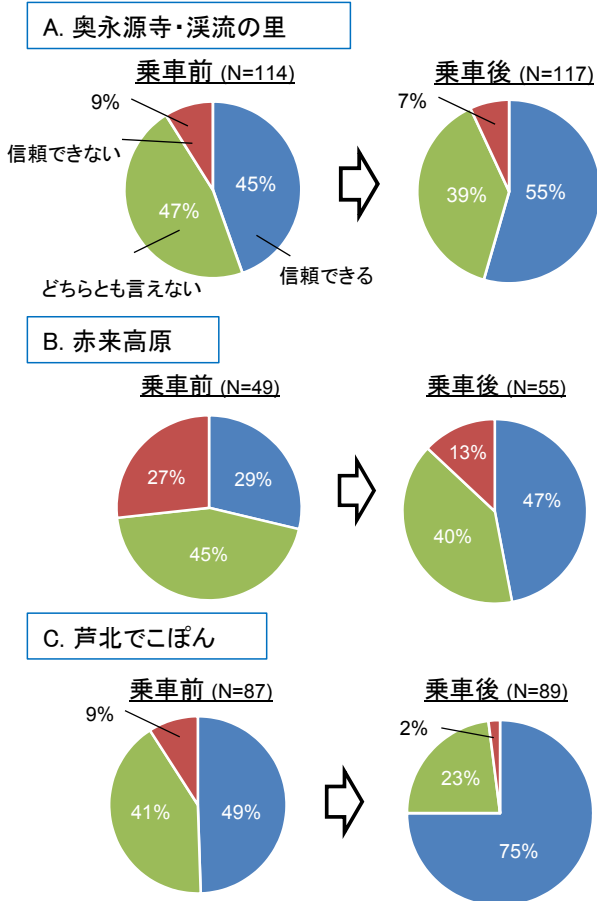 A. 奥永源寺・渓流の里
乗車前 (N=114)
乗車後 (N=117)
9%
信頼できない
45%
47%
どちらとも言えない
信頼できる
7%
39%
55%
B. 赤来高原
乗車前 (N=49)
乗車後 (N=55)
27%
29%
45%
13%
47%
40%
C. 芦北でこぽん
乗車前 (N=87)
乗車後 (N=89)
9%
41%
49%
2%
23%
75%